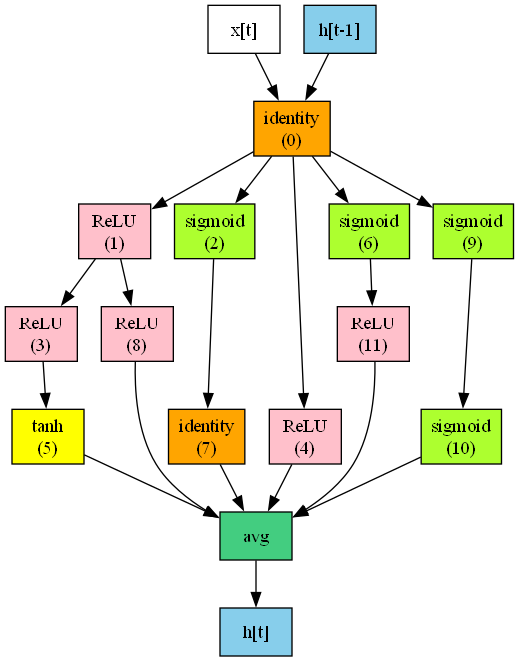 x[t]
h[t-1]
identity
(0)
ReLU
(1)
sigmoid
(2)
sigmoid
(6)
sigmoid
(9)
ReLU
(3)
ReLU
(8)
ReLU
(11)
tanh
(5)
identity
(7)
ReLU
(4)
sigmoid
(10)
avg
h[t]